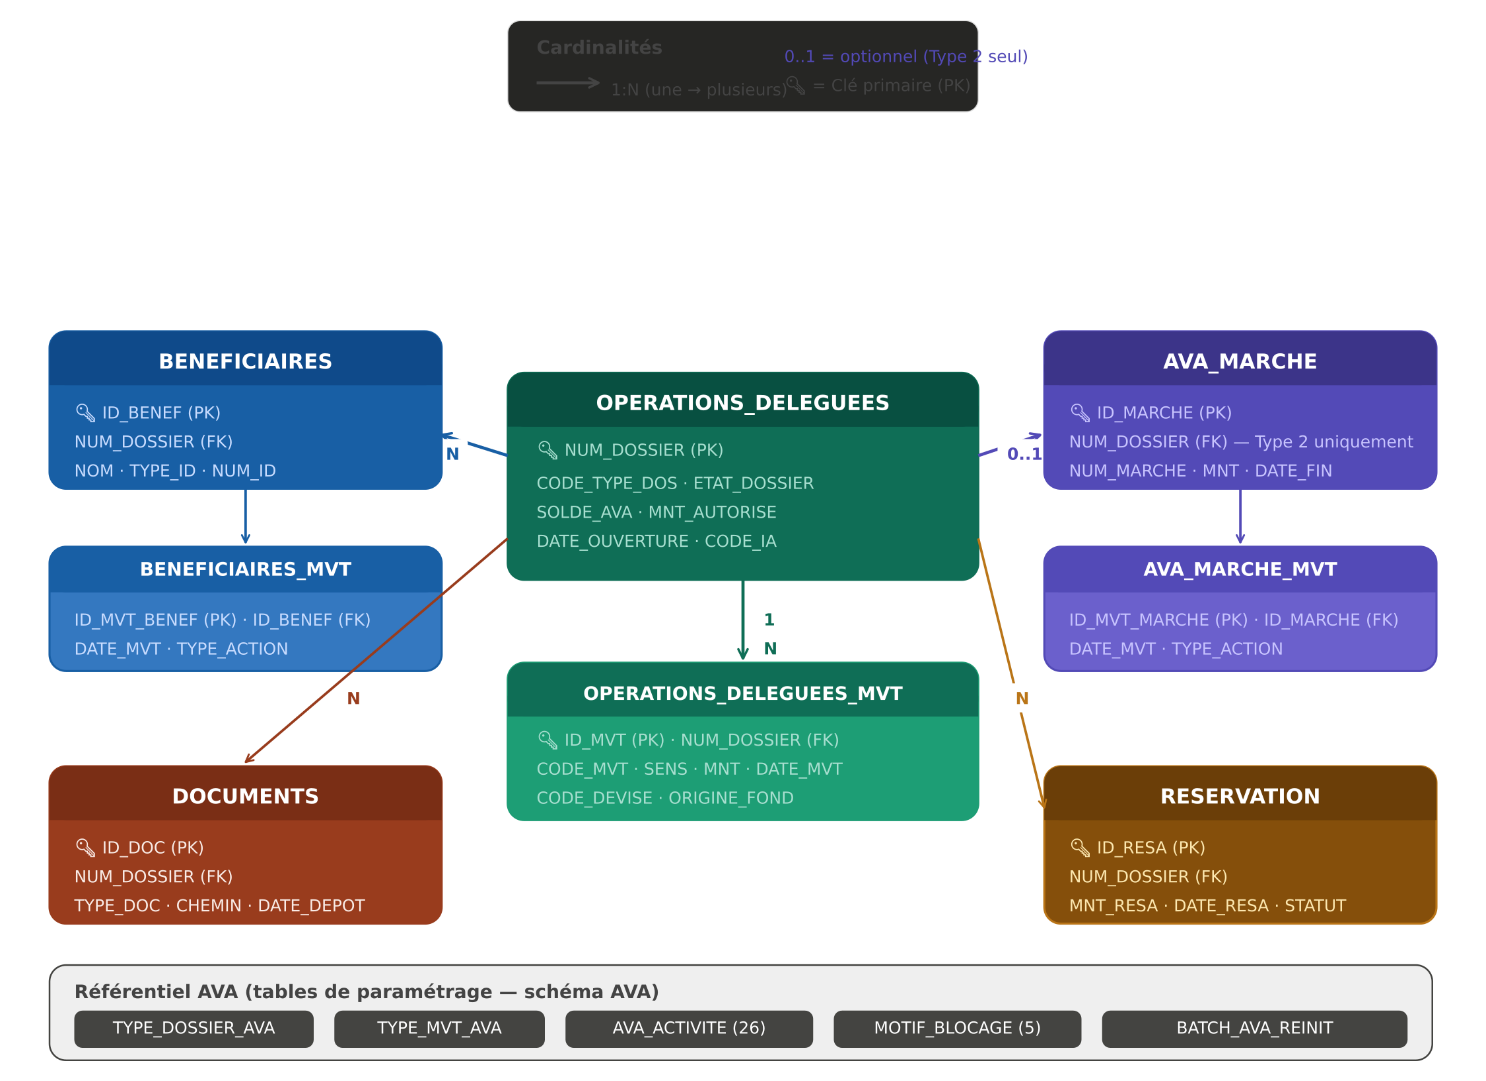 Cardinalités
0..1 = optionnel (Type 2 seul)
1:N (une → plusieurs)
🔑 = Clé primaire (PK)
BENEFICIAIRES
🔑 ID_BENEF (PK)
NUM_DOSSIER (FK)
NOM · TYPE_ID · NUM_ID
N
OPERATIONS_DELEGUEES
🔑 NUM_DOSSIER (PK)
CODE_TYPE_DOS · ETAT_DOSSIER
SOLDE_AVA · MNT_AUTORISE
DATE_OUVERTURE · CODE_IA
0..1
AVA_MARCHE
🔑 ID_MARCHE (PK)
NUM_DOSSIER (FK) — Type 2 uniquement
NUM_MARCHE · MNT · DATE_FIN
BENEFICIAIRES_MVT
ID_MVT_BENEF (PK) · ID_BENEF (FK)
DATE_MVT · TYPE_ACTION
1
N
AVA_MARCHE_MVT
ID_MVT_MARCHE (PK) · ID_MARCHE (FK)
DATE_MVT · TYPE_ACTION
N
OPERATIONS_DELEGUEES_MVT
🔑 ID_MVT (PK) · NUM_DOSSIER (FK)
CODE_MVT · SENS · MNT · DATE_MVT
CODE_DEVISE · ORIGINE_FOND
N
DOCUMENTS
🔑 ID_DOC (PK)
NUM_DOSSIER (FK)
TYPE_DOC · CHEMIN · DATE_DEPOT
RESERVATION
🔑 ID_RESA (PK)
NUM_DOSSIER (FK)
MNT_RESA · DATE_RESA · STATUT
Référentiel AVA (tables de paramétrage — schéma AVA)
TYPE_DOSSIER_AVA
TYPE_MVT_AVA
AVA_ACTIVITE (26)
MOTIF_BLOCAGE (5)
BATCH_AVA_REINIT